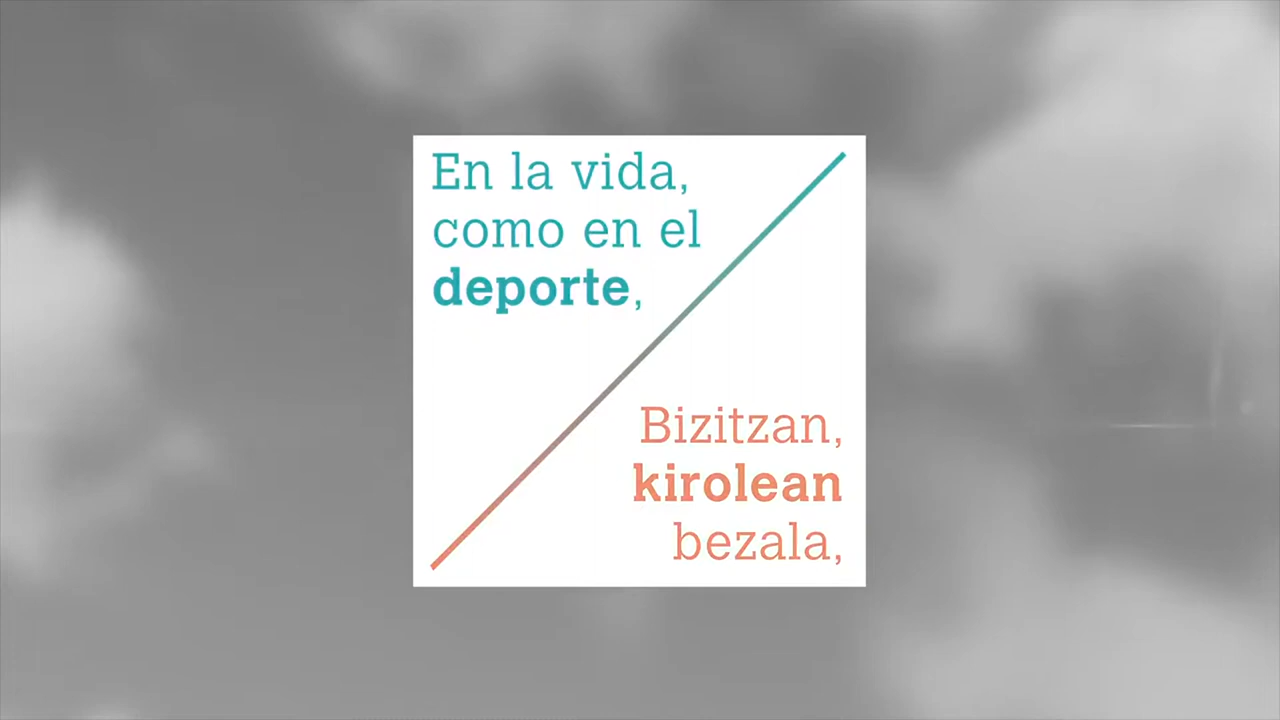 En la vida,
como en el
deporte,
Bizitzan,
kirolean
bezala,